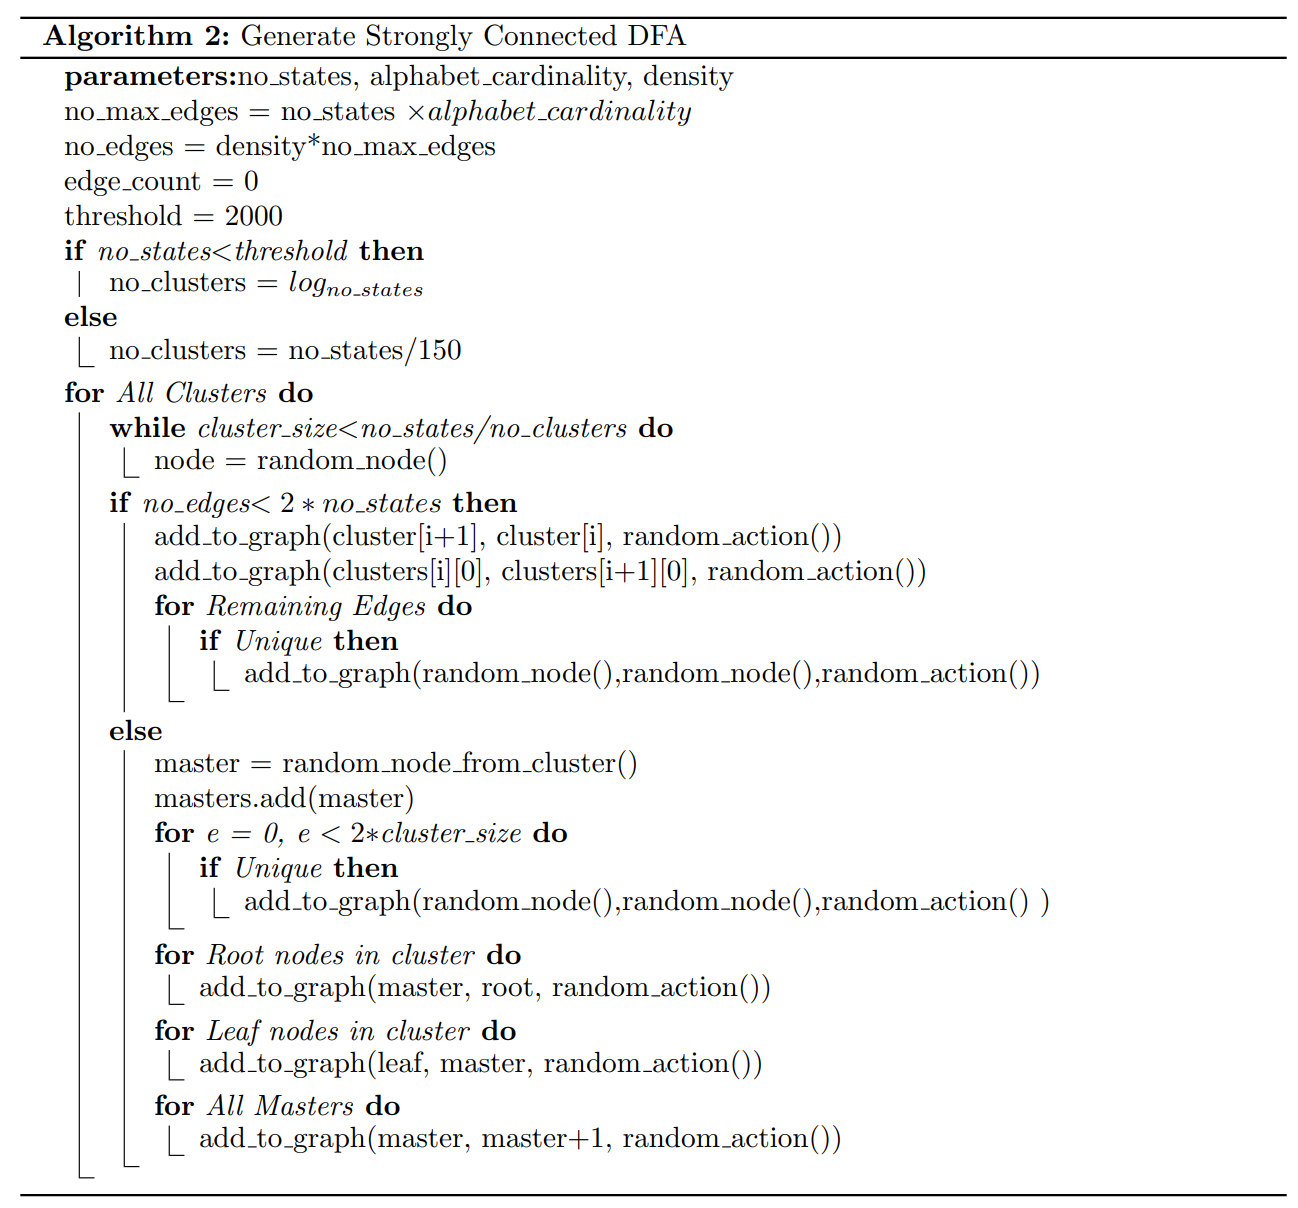 Algorithm 2: Generate Strongly Connected DFA
parameters:no_states, alphabet_cardinality, density
no_max_edges = no_states ×alphabet_cardinality
no_edges = density*no_max_edges
edge_count = 0
threshold = 2000
if no_states<threshold then
no_clusters = log_no_states
else
no_clusters = no_states/150
for All Clusters do
while cluster_size<no_states/no_clusters do
node = random_node()
if no_edges< 2 ∗ no_states then
add_to_graph(cluster[i+1], cluster[i], random_action())
add_to_graph(clusters[i][0], clusters[i+1][0], random_action())
for Remaining Edges do
if Unique then
add_to_graph(random_node(),random_node(),random_action())
else
master = random_node_from_cluster()
masters.add(master)
for e = 0, e < 2∗cluster_size do
if Unique then
add_to_graph(random_node(),random_node(),random_action() )
for Root nodes in cluster do
add_to_graph(master, root, random_action())
for Leaf nodes in cluster do
add_to_graph(leaf, master, random_action())
for All Masters do
add_to_graph(master, master+1, random_action())